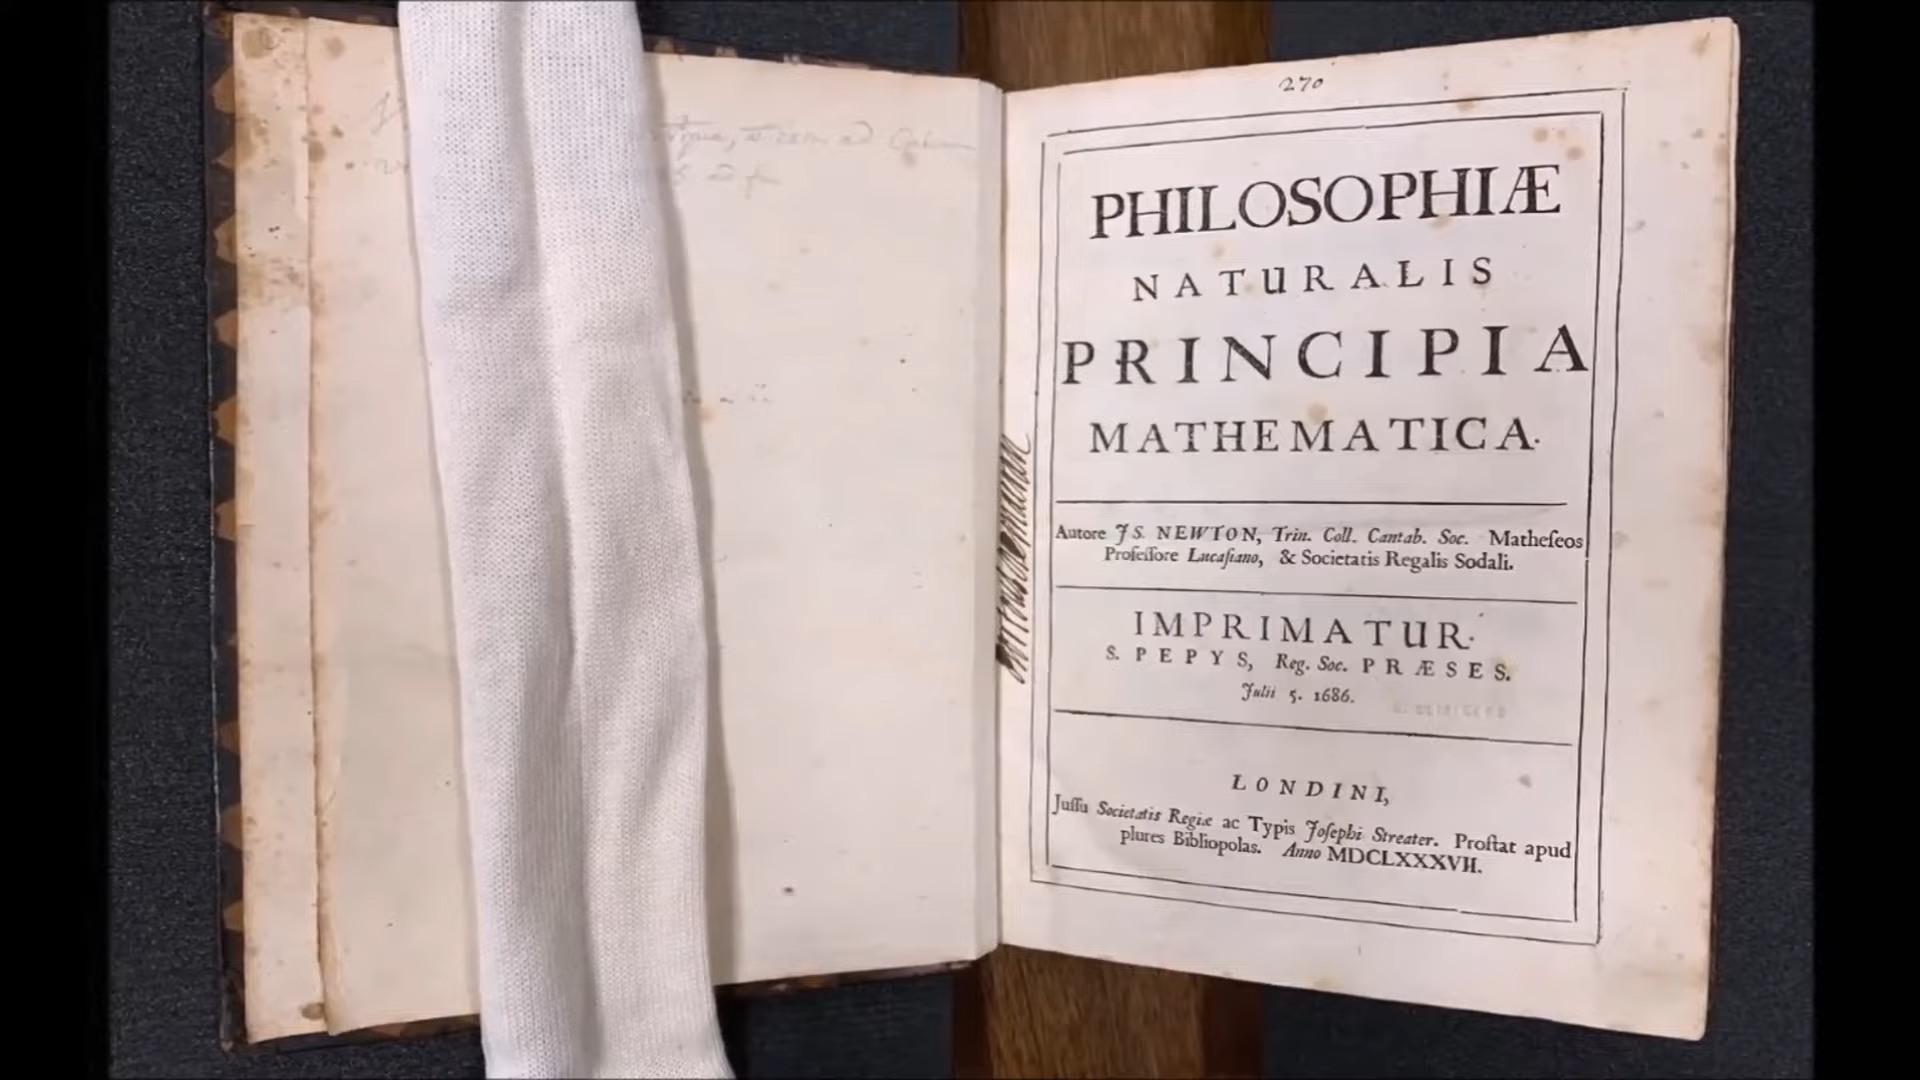 270
PHILOSOPHIÆ
NATURALIS
PRINCIPIA
MATHEMATICA.
Autore JS. NEWTON, Trin. Coll. Cantab. Soc. Matheſeos
Profeſſore Lucaſiano, & Societatis Regalis Sodali.
IMPRIMATUR.
S. PEPYS, Reg. Soc. PRÆSES.
Julii 5. 1686.
LONDINI,
Juſſu Societatis Regiæ ac Typis Joſephi Streater. Proſtat apud
plures Bibliopolas. Anno MDCLXXXVII.